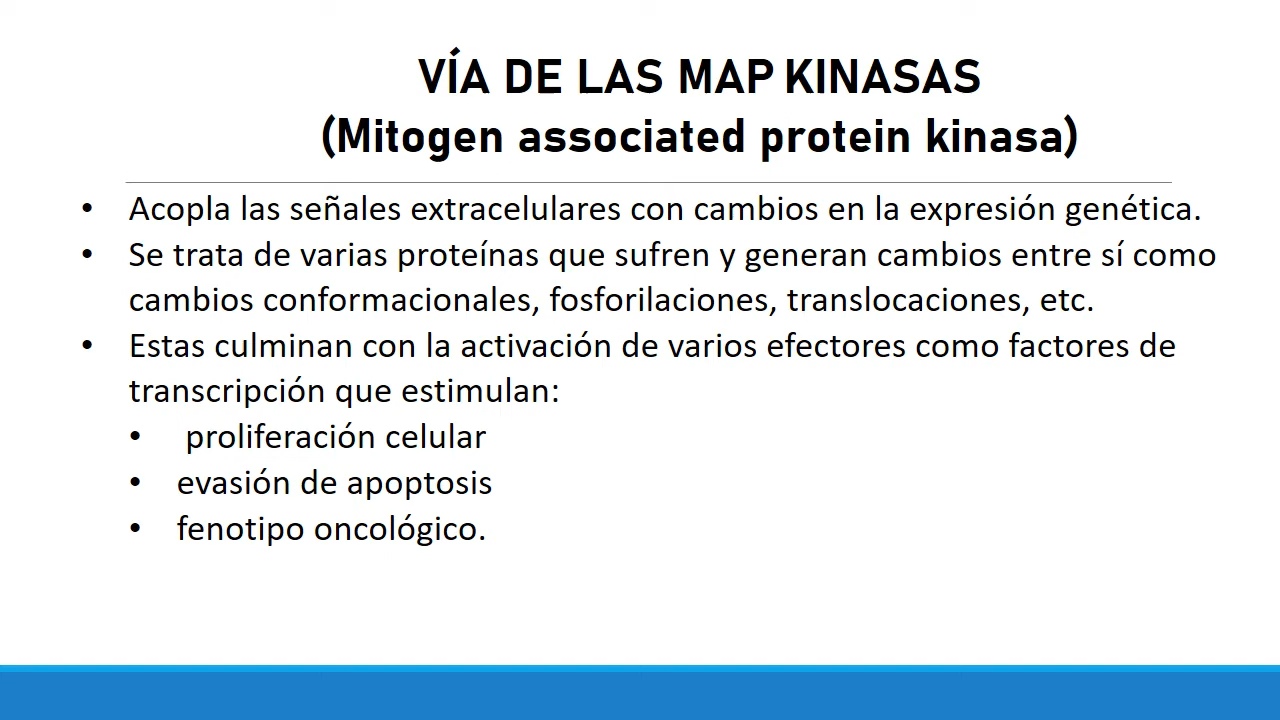 VÍA DE LAS MAP KINASAS
(Mitogen associated protein kinasa)
• Acopla las señales extracelulares con cambios en la expresión genética.
• Se trata de varias proteínas que sufren y generan cambios entre sí como
cambios conformacionales, fosforilaciones, translocaciones, etc.
• Estas culminan con la activación de varios efectores como factores de
transcripción que estimulan:
• proliferación celular
• evasión de apoptosis
• fenotipo oncológico.